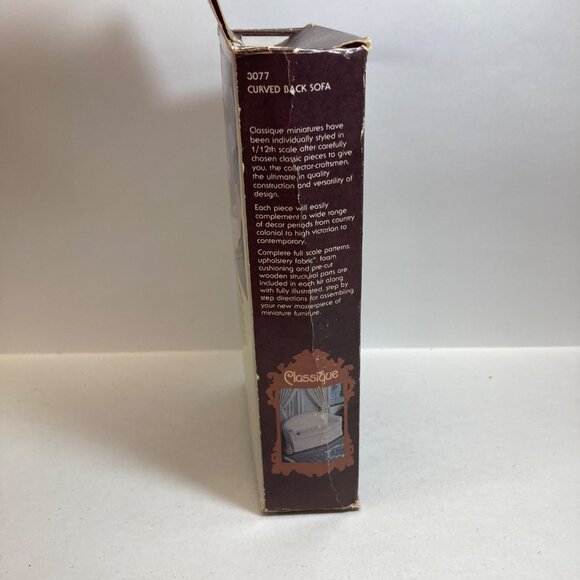 3077
CURVED BACK SOFA
Classique miniatures have
been individually styled in
1/12th scale after carefully
chosen classic pieces to give
you, the collector-craftsmen,
the ultimate in quality
construction and versatility of
design.
Each piece will easily
complement a wide range
of decor periods from country
colonial to high victorian to
contemporary.
Complete full scale patterns,
upholstery fabric*, foam
cushioning and pre-cut
wooden structural parts are
included in each kit along
with fully illustrated, step by
step directions for assembling
your new masterpiece of
miniature furniture.
Classique